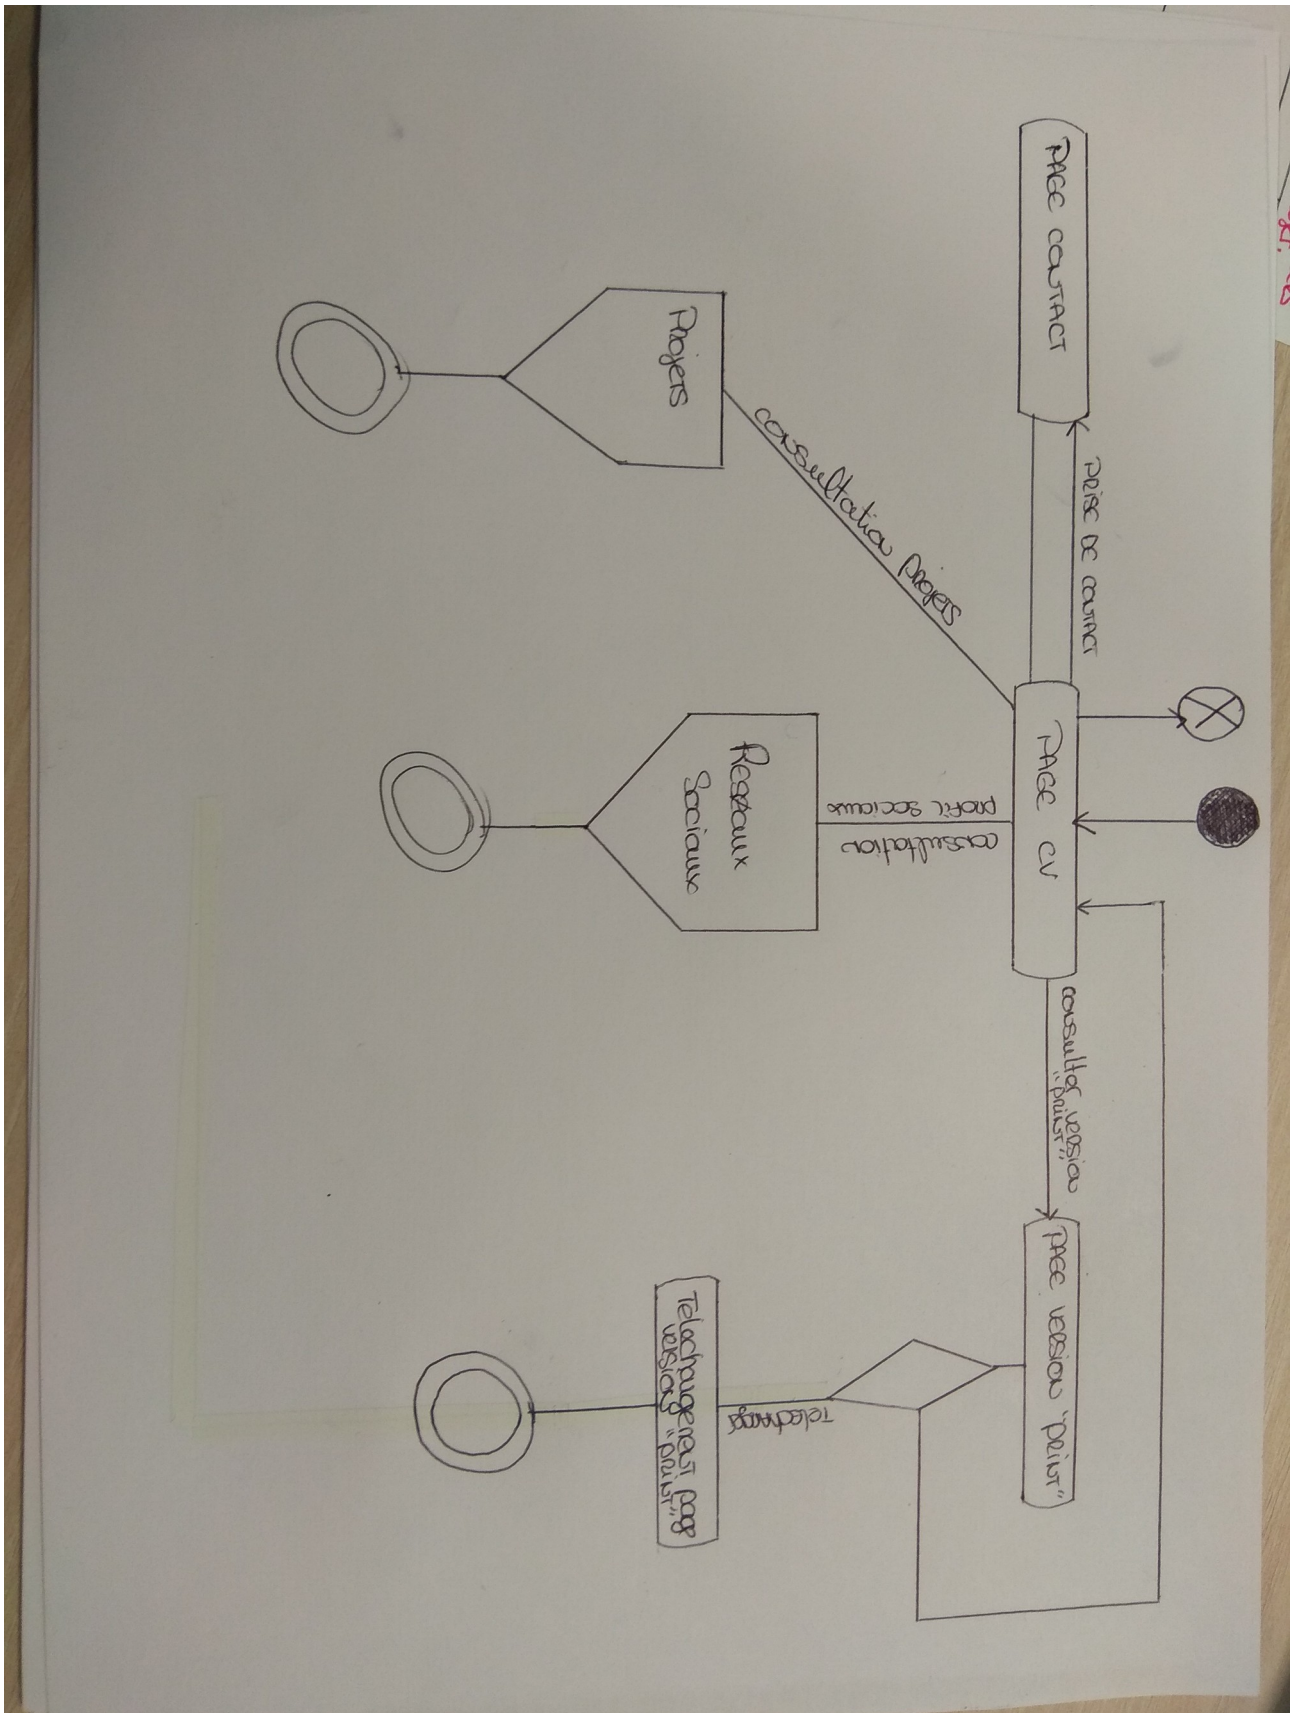 PAGE CONTACT
PRISE DE CONTACT
PAGE CV
consulter version
"print"
PAGE version "print"
consultation projets
Projets
consultation
profil sociaux
Reseaux
Sociaux
Telechargement page
version "print"